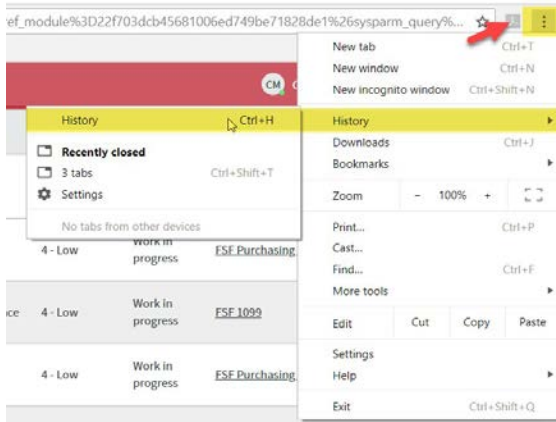 ef_module%3D22f703dcb45681006ed749be71828de1%26sysparm_query%...
New tab Ctrl+T
New window Ctrl+N
New incognito window Ctrl+Shift+N
CM
History Ctrl+H
History
Recently closed
3 tabs Ctrl+Shift+T
Settings
No tabs from other devices
Downloads Ctrl+J
Bookmarks
Zoom - 100% +
Print... Ctrl+P
Cast...
Find... Ctrl+F
More tools
Edit Cut Copy Paste
Settings
Help
Exit Ctrl+Shift+Q
4 - Low Work in progress FSF Purchasing
ce 4 - Low Work in progress FSF 1099
4 - Low Work in progress FSF Purchasing